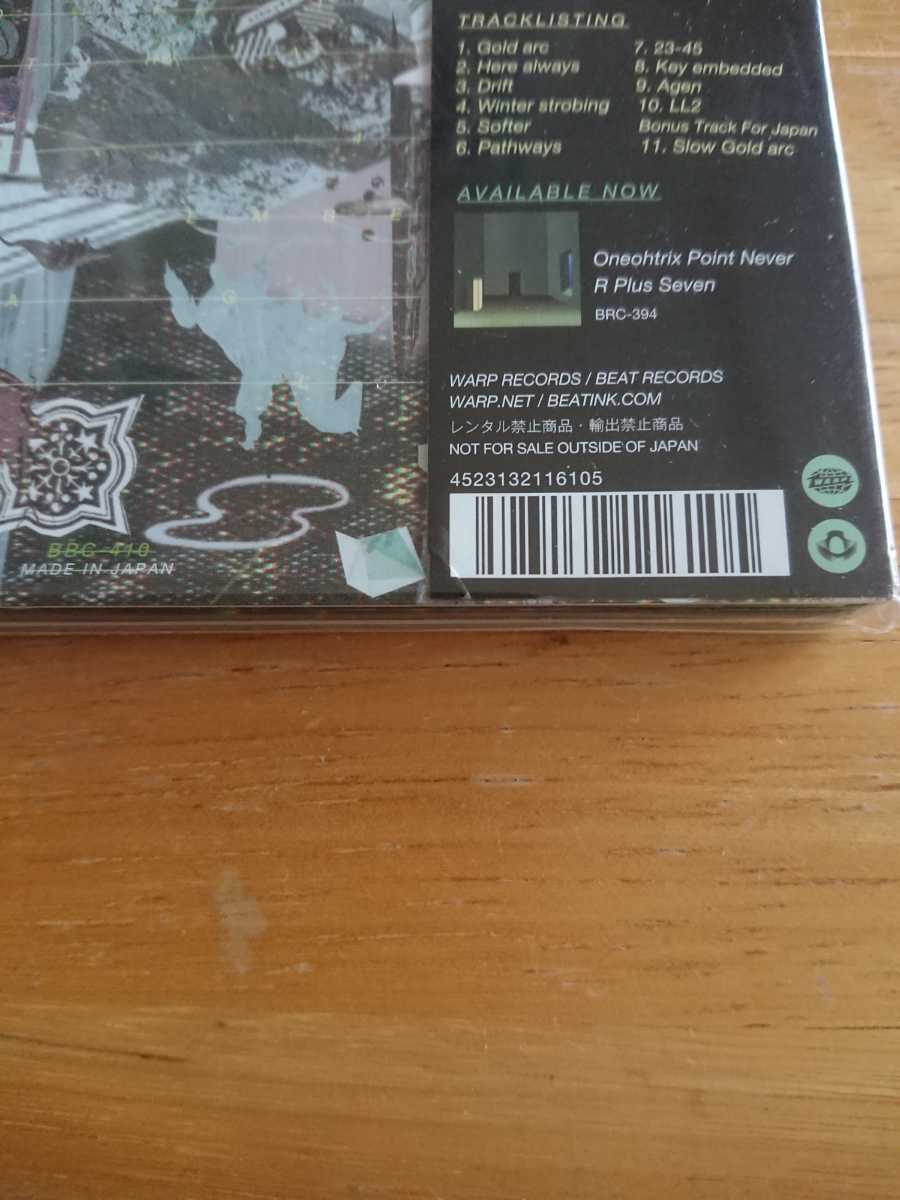 TRACKLISTING
1. Gold arc
2. Here always
3. Drift
4. Winter strobing
5. Softer
6. Pathways
7. 23-45
8. Key embedded
9. Agen
10. LL2
Bonus Track For Japan
11. Slow Gold arc
AVAILABLE NOW
Oneohtrix Point Never
R Plus Seven
BRC-394
WARP RECORDS / BEAT RECORDS
WARP.NET / BEATINK.COM
レンタル禁止商品・輸出禁止商品
NOT FOR SALE OUTSIDE OF JAPAN
4523132116105
WARP
BRC-410
MADE IN JAPAN